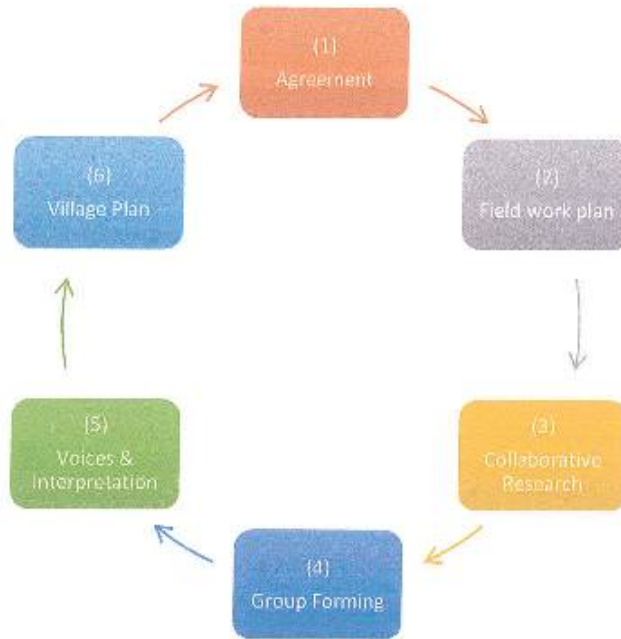 (1)
Agreement
(2)
Field work plan
(3)
Collaborative
Research
(4)
Group Forming
(5)
Voices &
Interpretation
(6)
Village Plan